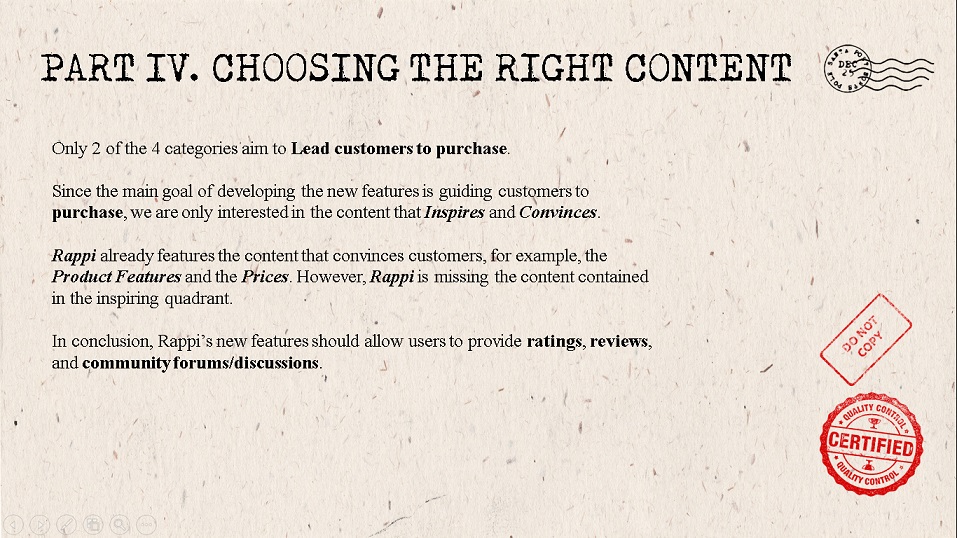 PART IV. CHOOSING THE RIGHT CONTENT
DEC
25
Only 2 of the 4 categories aim to Lead customers to purchase.
Since the main goal of developing the new features is guiding customers to
purchase, we are only interested in the content that Inspires and Convinces.
Rappi already features the content that convinces customers, for example, the
Product Features and the Prices. However, Rappi is missing the content contained
in the inspiring quadrant.
In conclusion, Rappi’s new features should allow users to provide ratings, reviews,
and community forums/discussions.
DO NOT
COPY
QUALITY CONTROL
CERTIFIED
QUALITY CONTROL